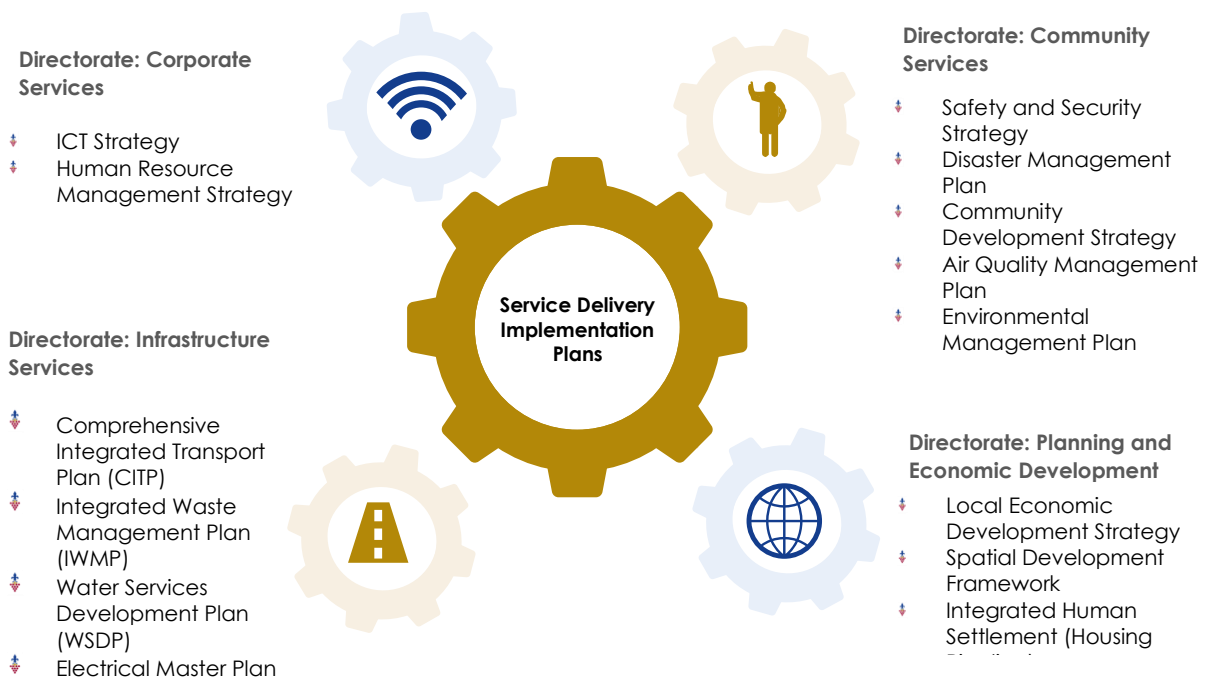 Directorate: Corporate
Services
ICT Strategy
Human Resource
Management Strategy
Directorate: Infrastructure
Services
Comprehensive
Integrated Transport
Plan (CITP)
Integrated Waste
Management Plan
(IWMP)
Water Services
Development Plan
(WSDP)
Electrical Master Plan
Service Delivery
Implementation
Plans
Directorate: Community
Services
Safety and Security
Strategy
Disaster Management
Plan
Community
Development Strategy
Air Quality Management
Plan
Environmental
Management Plan
Directorate: Planning and
Economic Development
Local Economic
Development Strategy
Spatial Development
Framework
Integrated Human
Settlement (Housing